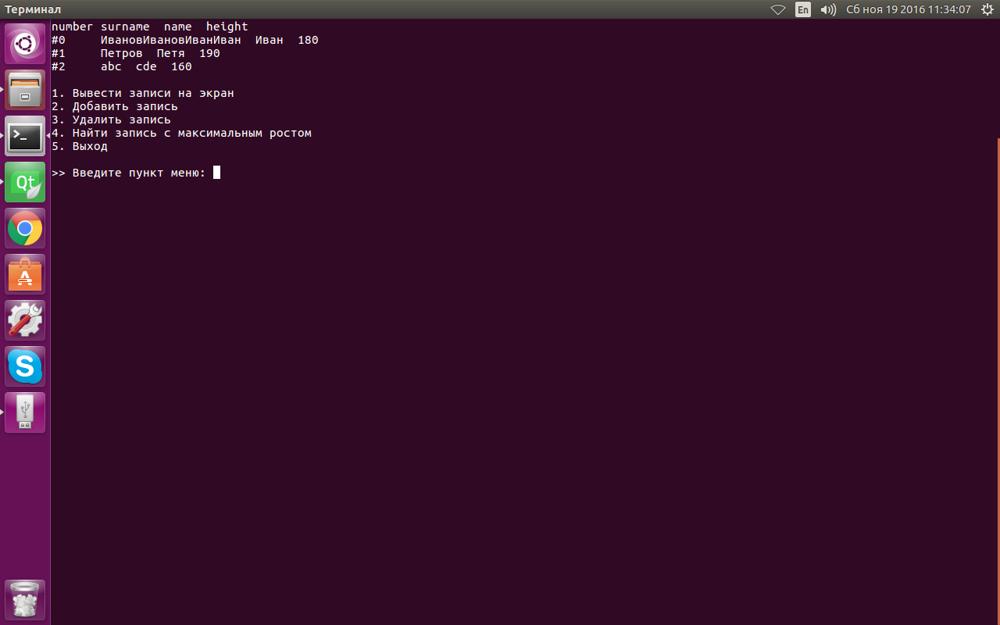 Терминал
En
Сб ноя 19 2016 11:34:07
number surname  name  height
#0     ИвановИвановИванИван  Иван  180
#1     Петров  Петя  190
#2     abc  cde  160
1. Вывести записи на экран
2. Добавить запись
3. Удалить запись
4. Найти запись с максимальным ростом
5. Выход
>> Введите пункт меню:
>_
Qt
A
S